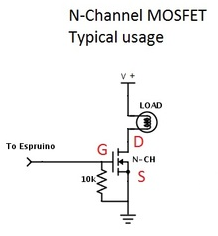 N-Channel MOSFET
Typical usage
V +
LOAD
D
To Espruino
G
N-CH
10k
S